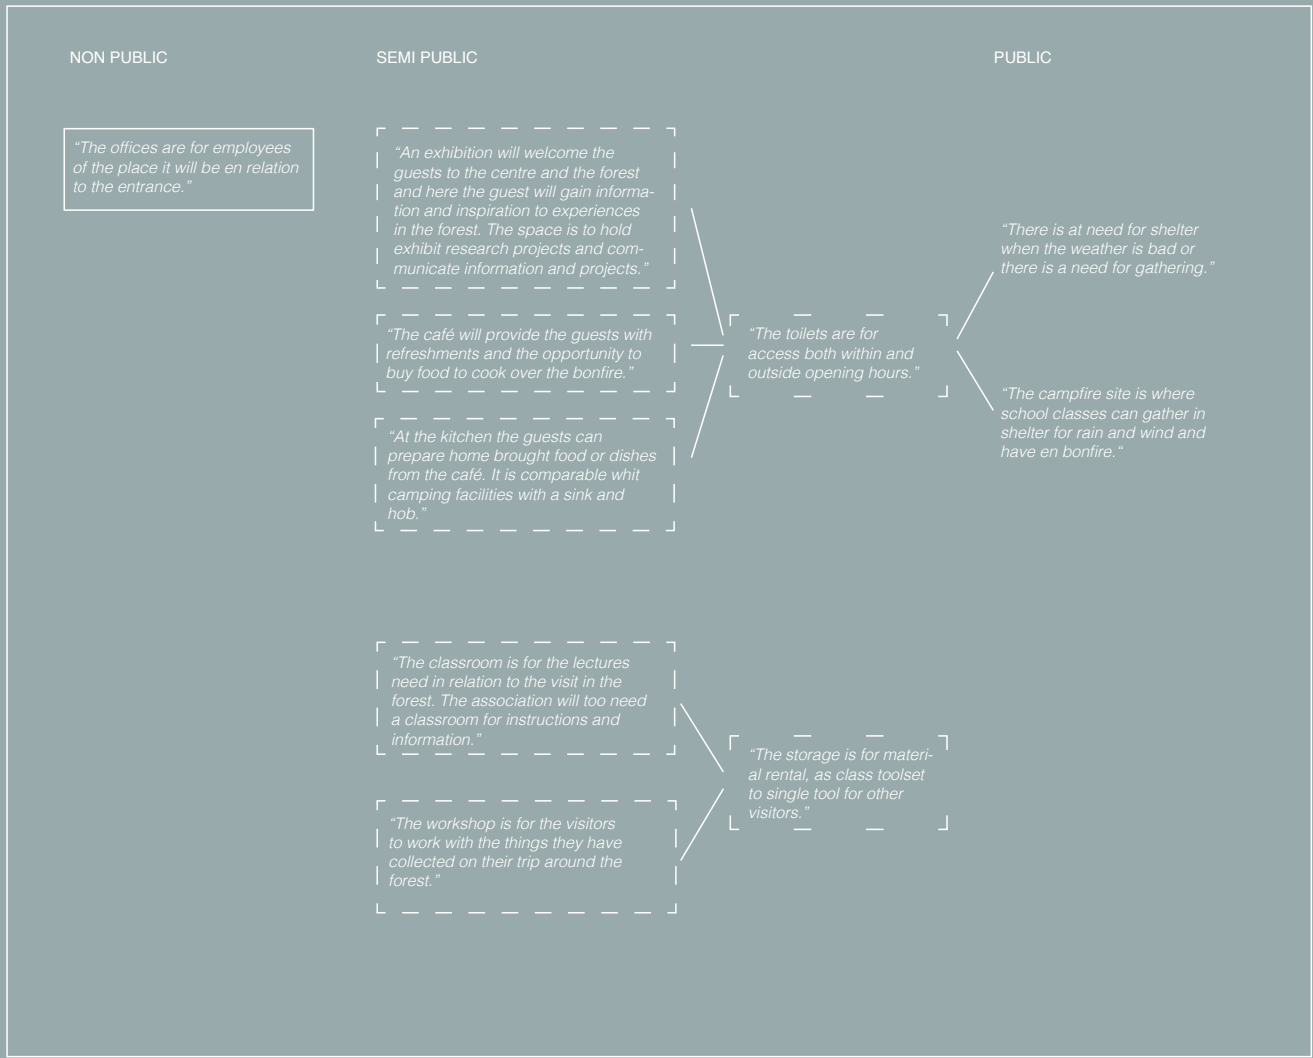 NON PUBLIC
SEMI PUBLIC
PUBLIC
“The offices are for employees
of the place it will be en relation
to the entrance.”
“An exhibition will welcome the
guests to the centre and the forest
and here the guest will gain informa-
tion and inspiration to experiences
in the forest. The space is to hold
exhibit research projects and com-
municate information and projects.”
“The café will provide the guests with
refreshments and the opportunity to
buy food to cook over the bonfire.”
“At the kitchen the guests can
prepare home brought food or dishes
from the café. It is comparable whit
camping facilities with a sink and
hob.”
“The toilets are for
access both within and
outside opening hours.”
“There is at need for shelter
when the weather is bad or
there is a need for gathering.”
“The campfire site is where
school classes can gather in
shelter for rain and wind and
have en bonfire.“
“The classroom is for the lectures
need in relation to the visit in the
forest. The association will too need
a classroom for instructions and
information.”
“The workshop is for the visitors
to work with the things they have
collected on their trip around the
forest.”
“The storage is for materi-
al rental, as class toolset
to single tool for other
visitors.”